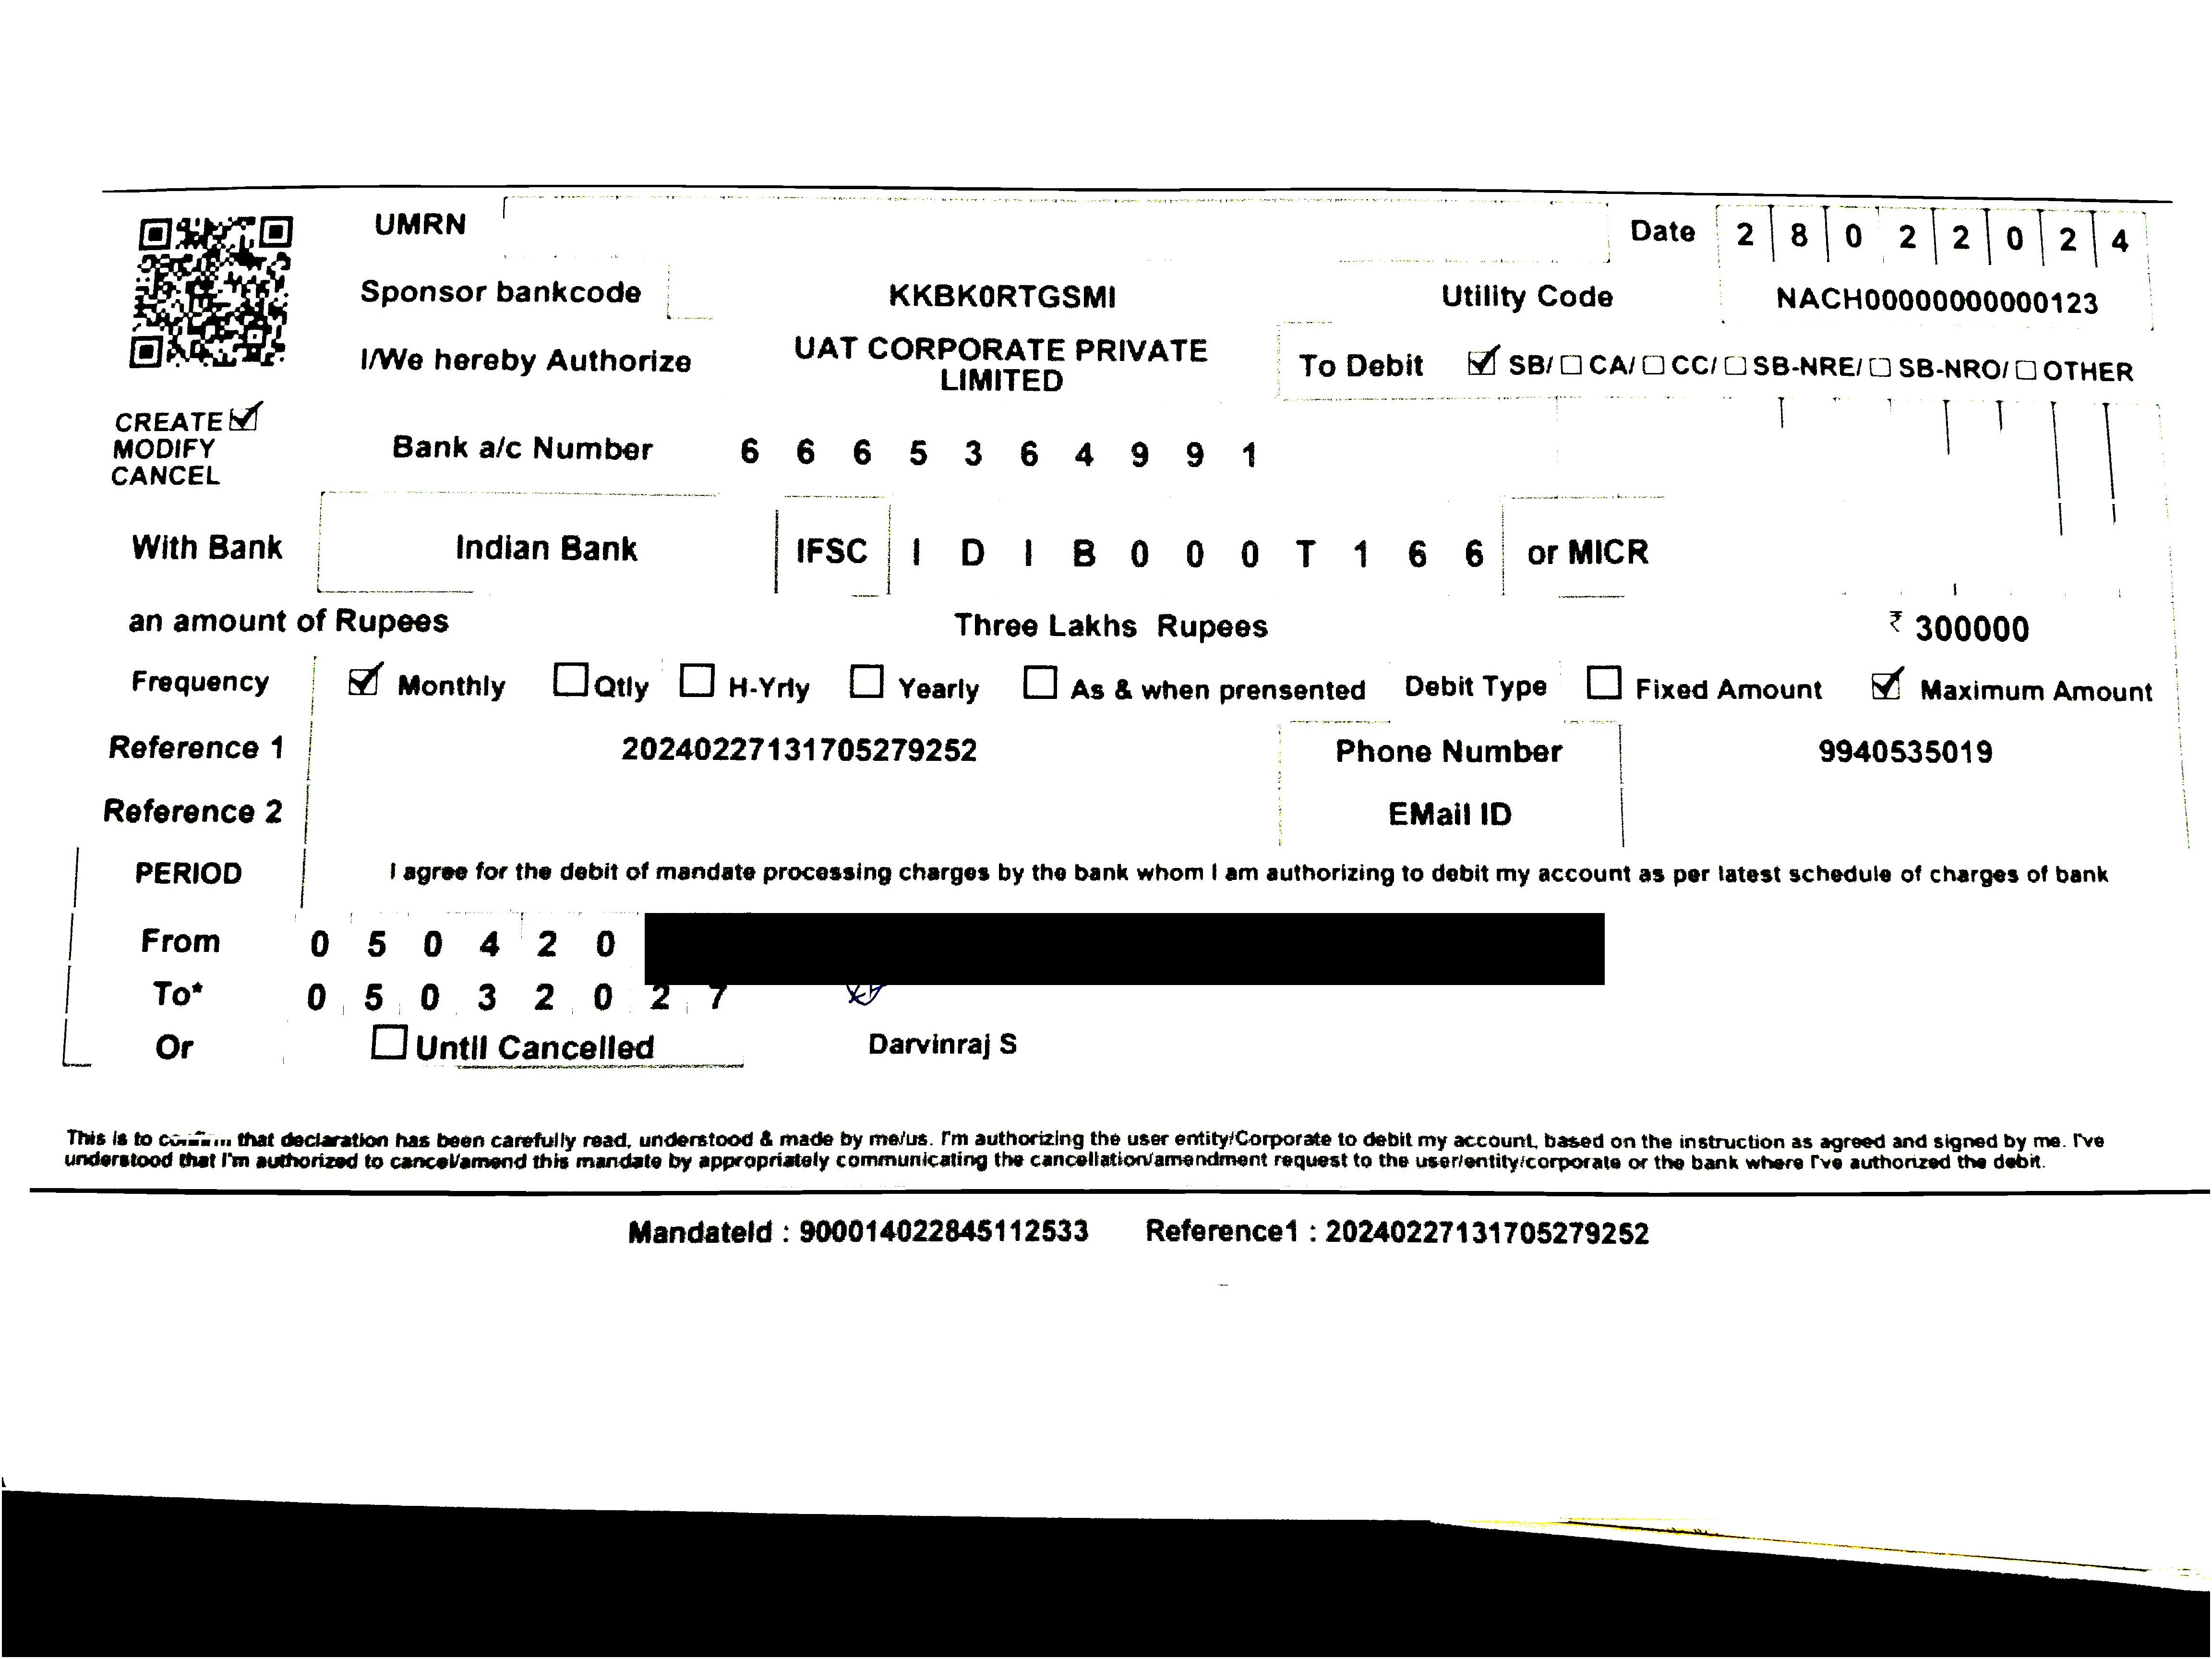 UMRN Date 2 8 0 2 2 0 2 4
Sponsor bankcode KKBK0RTGSMI Utility Code NACH00000000000123
I/We hereby Authorize UAT CORPORATE PRIVATE LIMITED To Debit SB/ CA/ CC/ SB-NRE/ SB-NRO/ OTHER
CREATE
MODIFY
CANCEL
Bank a/c Number 6 6 6 5 3 6 4 9 9 1
With Bank Indian Bank IFSC I D I B 0 0 0 T 1 6 6 or MICR
an amount of Rupees Three Lakhs Rupees ₹ 300000
Frequency Monthly Qtly H-Yrly Yearly As & when prensented Debit Type Fixed Amount Maximum Amount
Reference 1 20240227131705279252 Phone Number 9940535019
Reference 2 EMail ID
PERIOD I agree for the debit of mandate processing charges by the bank whom I am authorizing to debit my account as per latest schedule of charges of bank
From 0 5 0 4 2 0
To* 0 5 0 3 2 0 2 7
Or Until Cancelled Darvinraj S
This is to confirm that declaration has been carefully read, understood & made by me/us. I'm authorizing the user entity/Corporate to debit my account, based on the instruction as agreed and signed by me. I've
understood that I'm authorized to cancel/amend this mandate by appropriately communicating the cancellation/amendment request to the user/entity/corporate or the bank where I've authorized the debit.
MandateId : 900014022845112533 Reference1 : 20240227131705279252